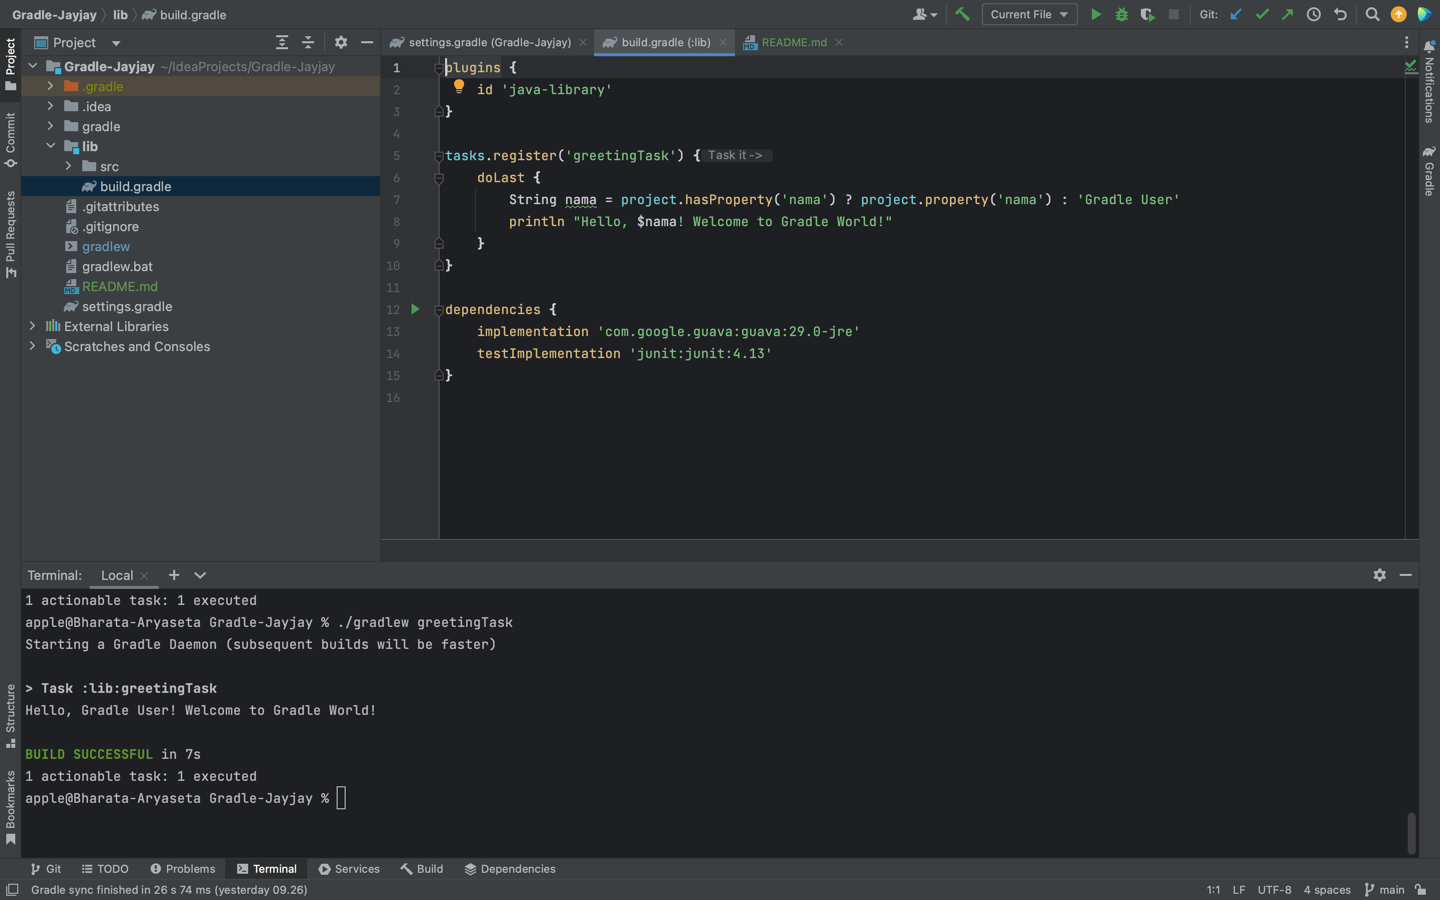 Gradle-Jayjay lib build.gradle
Current File Git:
Project
settings.gradle (Gradle-Jayjay) build.gradle (:lib) README.md
Project
Commit
Pull Requests
Structure
Bookmarks
Notifications
Gradle
Gradle-Jayjay ~/IdeaProjects/Gradle-Jayjay
.gradle
.idea
gradle
lib
src
build.gradle
.gitattributes
.gitignore
gradlew
gradlew.bat
README.md
settings.gradle
External Libraries
Scratches and Consoles
1 plugins {
2 id 'java-library'
3 }
4
5 tasks.register('greetingTask') { Task it ->
6 doLast {
7 String nama = project.hasProperty('nama') ? project.property('nama') : 'Gradle User'
8 println "Hello, $nama! Welcome to Gradle World!"
9 }
10 }
11
12 dependencies {
13 implementation 'com.google.guava:guava:29.0-jre'
14 testImplementation 'junit:junit:4.13'
15 }
16
Terminal: Local
1 actionable task: 1 executed
apple@Bharata-Aryaseta Gradle-Jayjay % ./gradlew greetingTask
Starting a Gradle Daemon (subsequent builds will be faster)
> Task :lib:greetingTask
Hello, Gradle User! Welcome to Gradle World!
BUILD SUCCESSFUL in 7s
1 actionable task: 1 executed
apple@Bharata-Aryaseta Gradle-Jayjay %
Git TODO Problems Terminal Services Build Dependencies
Gradle sync finished in 26 s 74 ms (yesterday 09.26) 1:1 LF UTF-8 4 spaces main